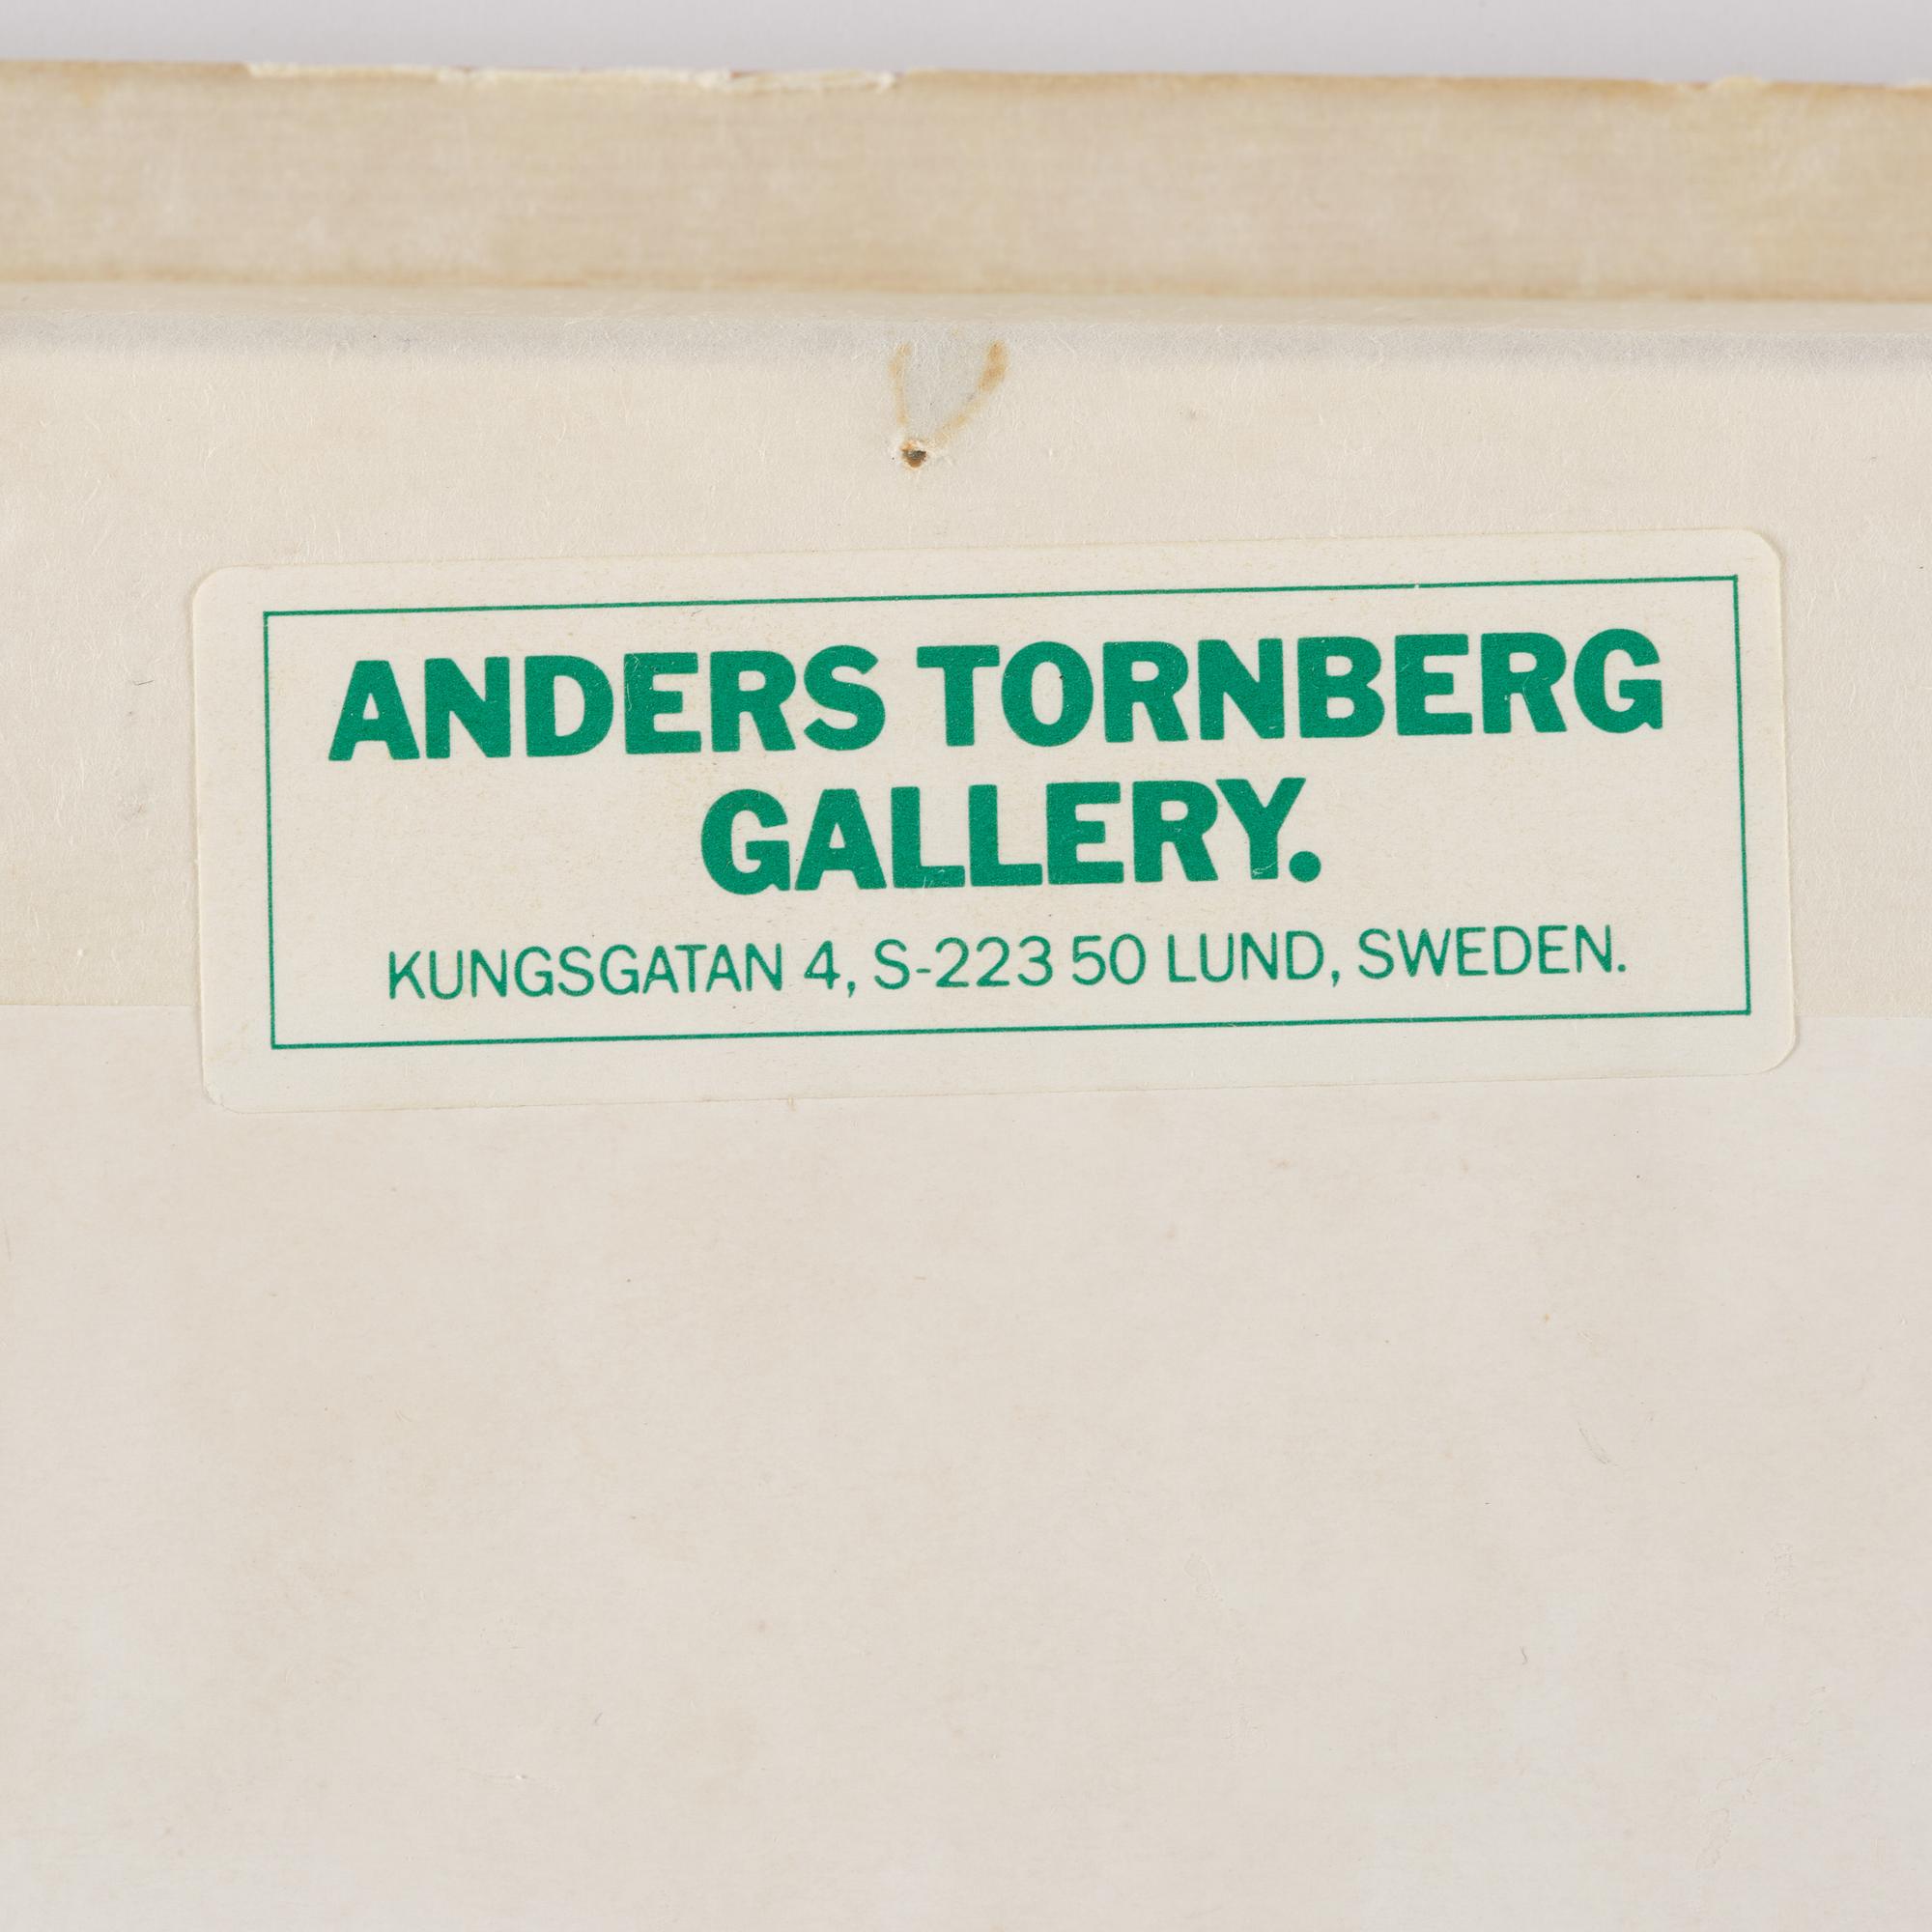 ANDERS TORNBERG
GALLERY.
KUNGSGATAN 4, S-223 50 LUND, SWEDEN.